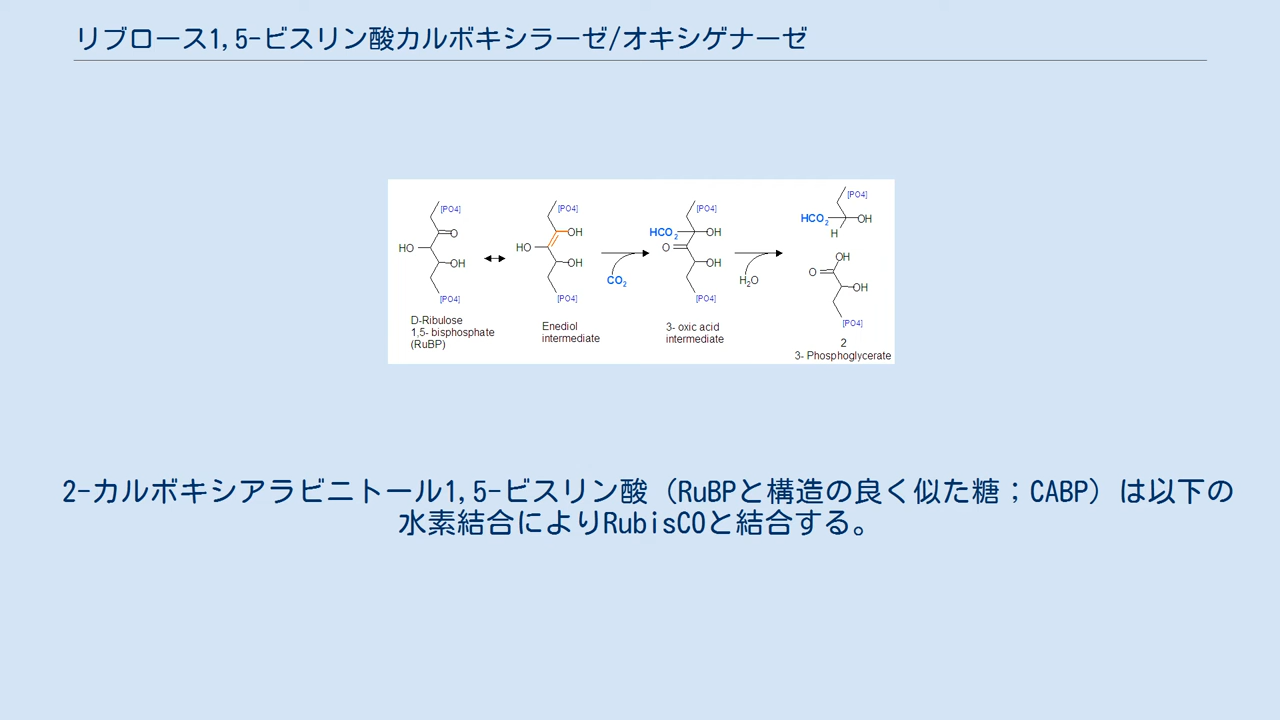 リブロース1,5-ビスリン酸カルボキシラーゼ/オキシゲナーゼ
[PO4]
O
HO
OH
[PO4]
D-Ribulose
1,5- bisphosphate
(RuBP)
[PO4]
OH
HO
OH
[PO4]
Enediol
intermediate
CO2
[PO4]
HCO2
OH
O
OH
[PO4]
3- oxic acid
intermediate
H2O
[PO4]
HCO2
OH
H
OH
O
OH
[PO4]
2
3- Phosphoglycerate
2-カルボキシアラビニトール1,5-ビスリン酸（RuBPと構造の良く似た糖；CABP）は以下の
水素結合によりRubisCOと結合する。